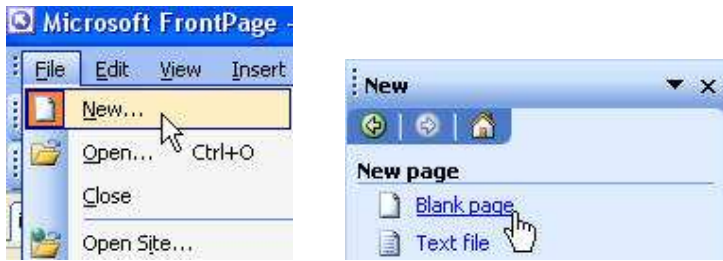 Microsoft FrontPage -
File Edit View Insert
New...
Open... Ctrl+O
Close
Open Site...
New
New page
Blank page
Text file